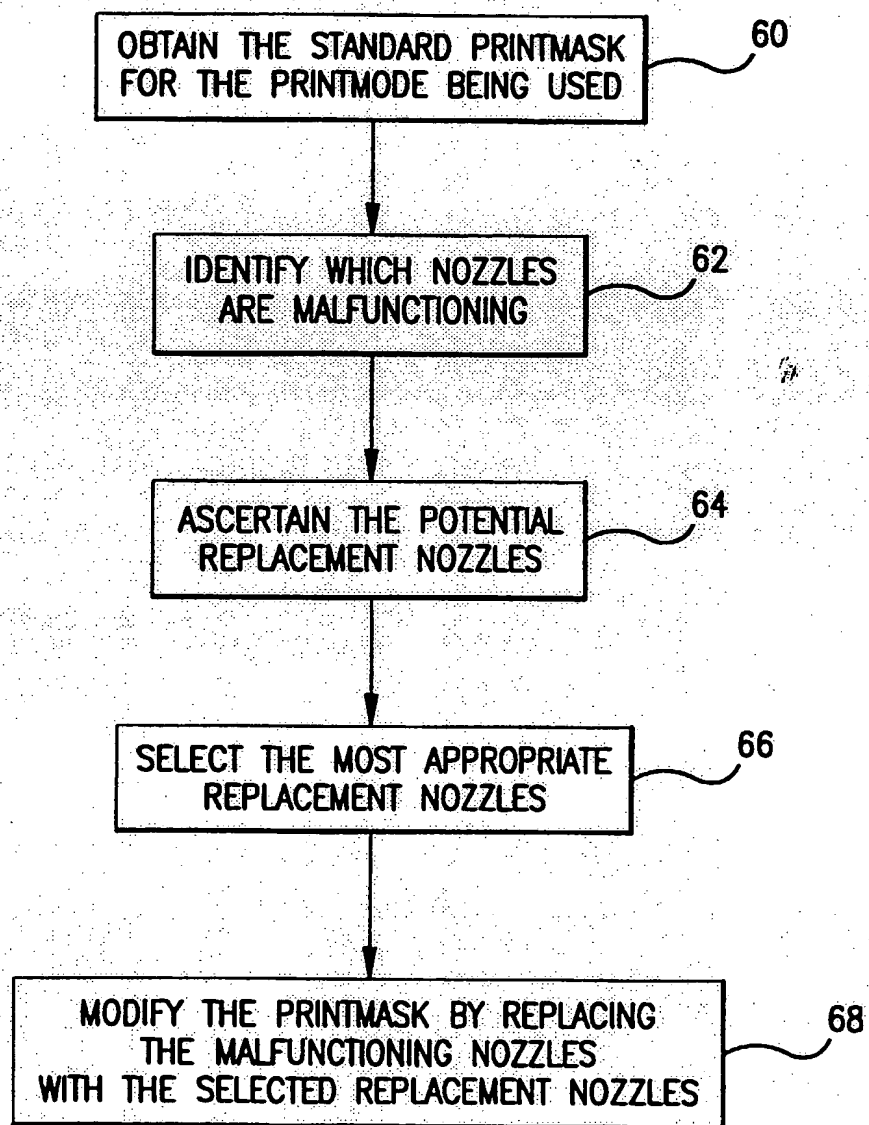 OBTAIN THE STANDARD PRINTMASK
FOR THE PRINTMODE BEING USED
60
IDENTIFY WHICH NOZZLES
ARE MALFUNCTIONING
62
ASCERTAIN THE POTENTIAL
REPLACEMENT NOZZLES
64
SELECT THE MOST APPROPRIATE
REPLACEMENT NOZZLES
66
MODIFY THE PRINTMASK BY REPLACING
THE MALFUNCTIONING NOZZLES
WITH THE SELECTED REPLACEMENT NOZZLES
68